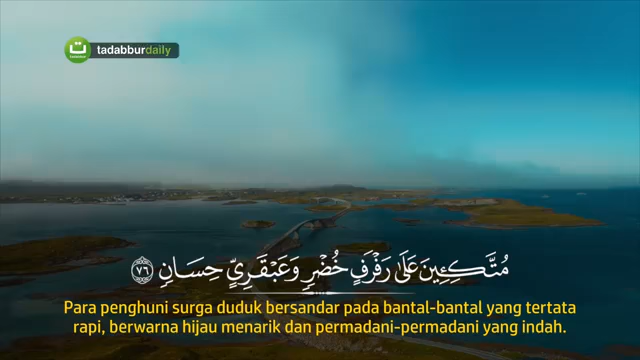 ت
Tadabbur
tadabburdaily
مُتَّكِـِٔينَ عَلَىٰ رَفْرَفٍ خُضْرٍ وَعَبْقَرِيٍّ حِسَانٍ ﴿٧٦﴾
Para penghuni surga duduk bersandar pada bantal-bantal yang tertata
rapi, berwarna hijau menarik dan permadani-permadani yang indah.